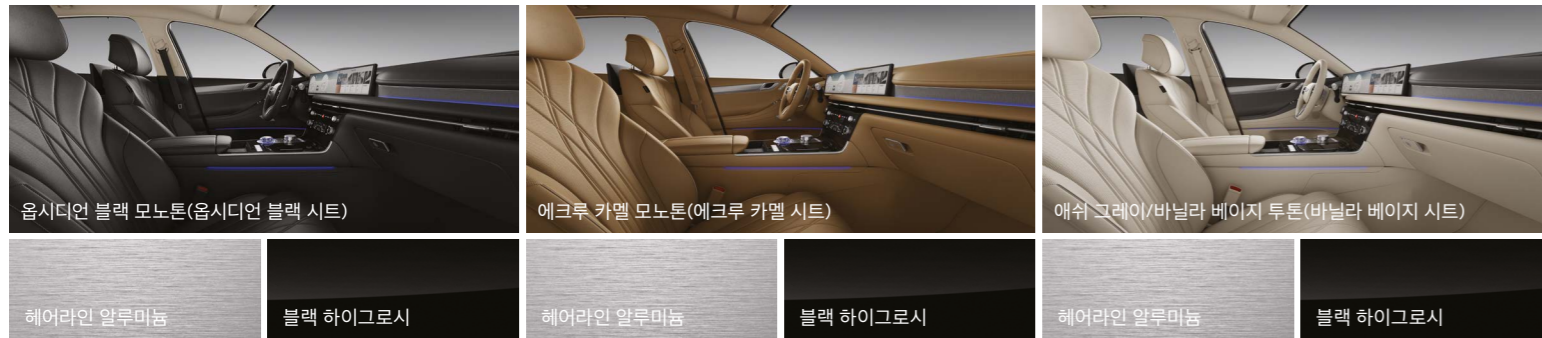 옵시디언 블랙 모노톤(옵시디언 블랙 시트)
에크루 카멜 모노톤(에크루 카멜 시트)
애쉬 그레이/바닐라 베이지 투톤(바닐라 베이지 시트)
헤어라인 알루미늄
블랙 하이그로시
헤어라인 알루미늄
블랙 하이그로시
헤어라인 알루미늄
블랙 하이그로시